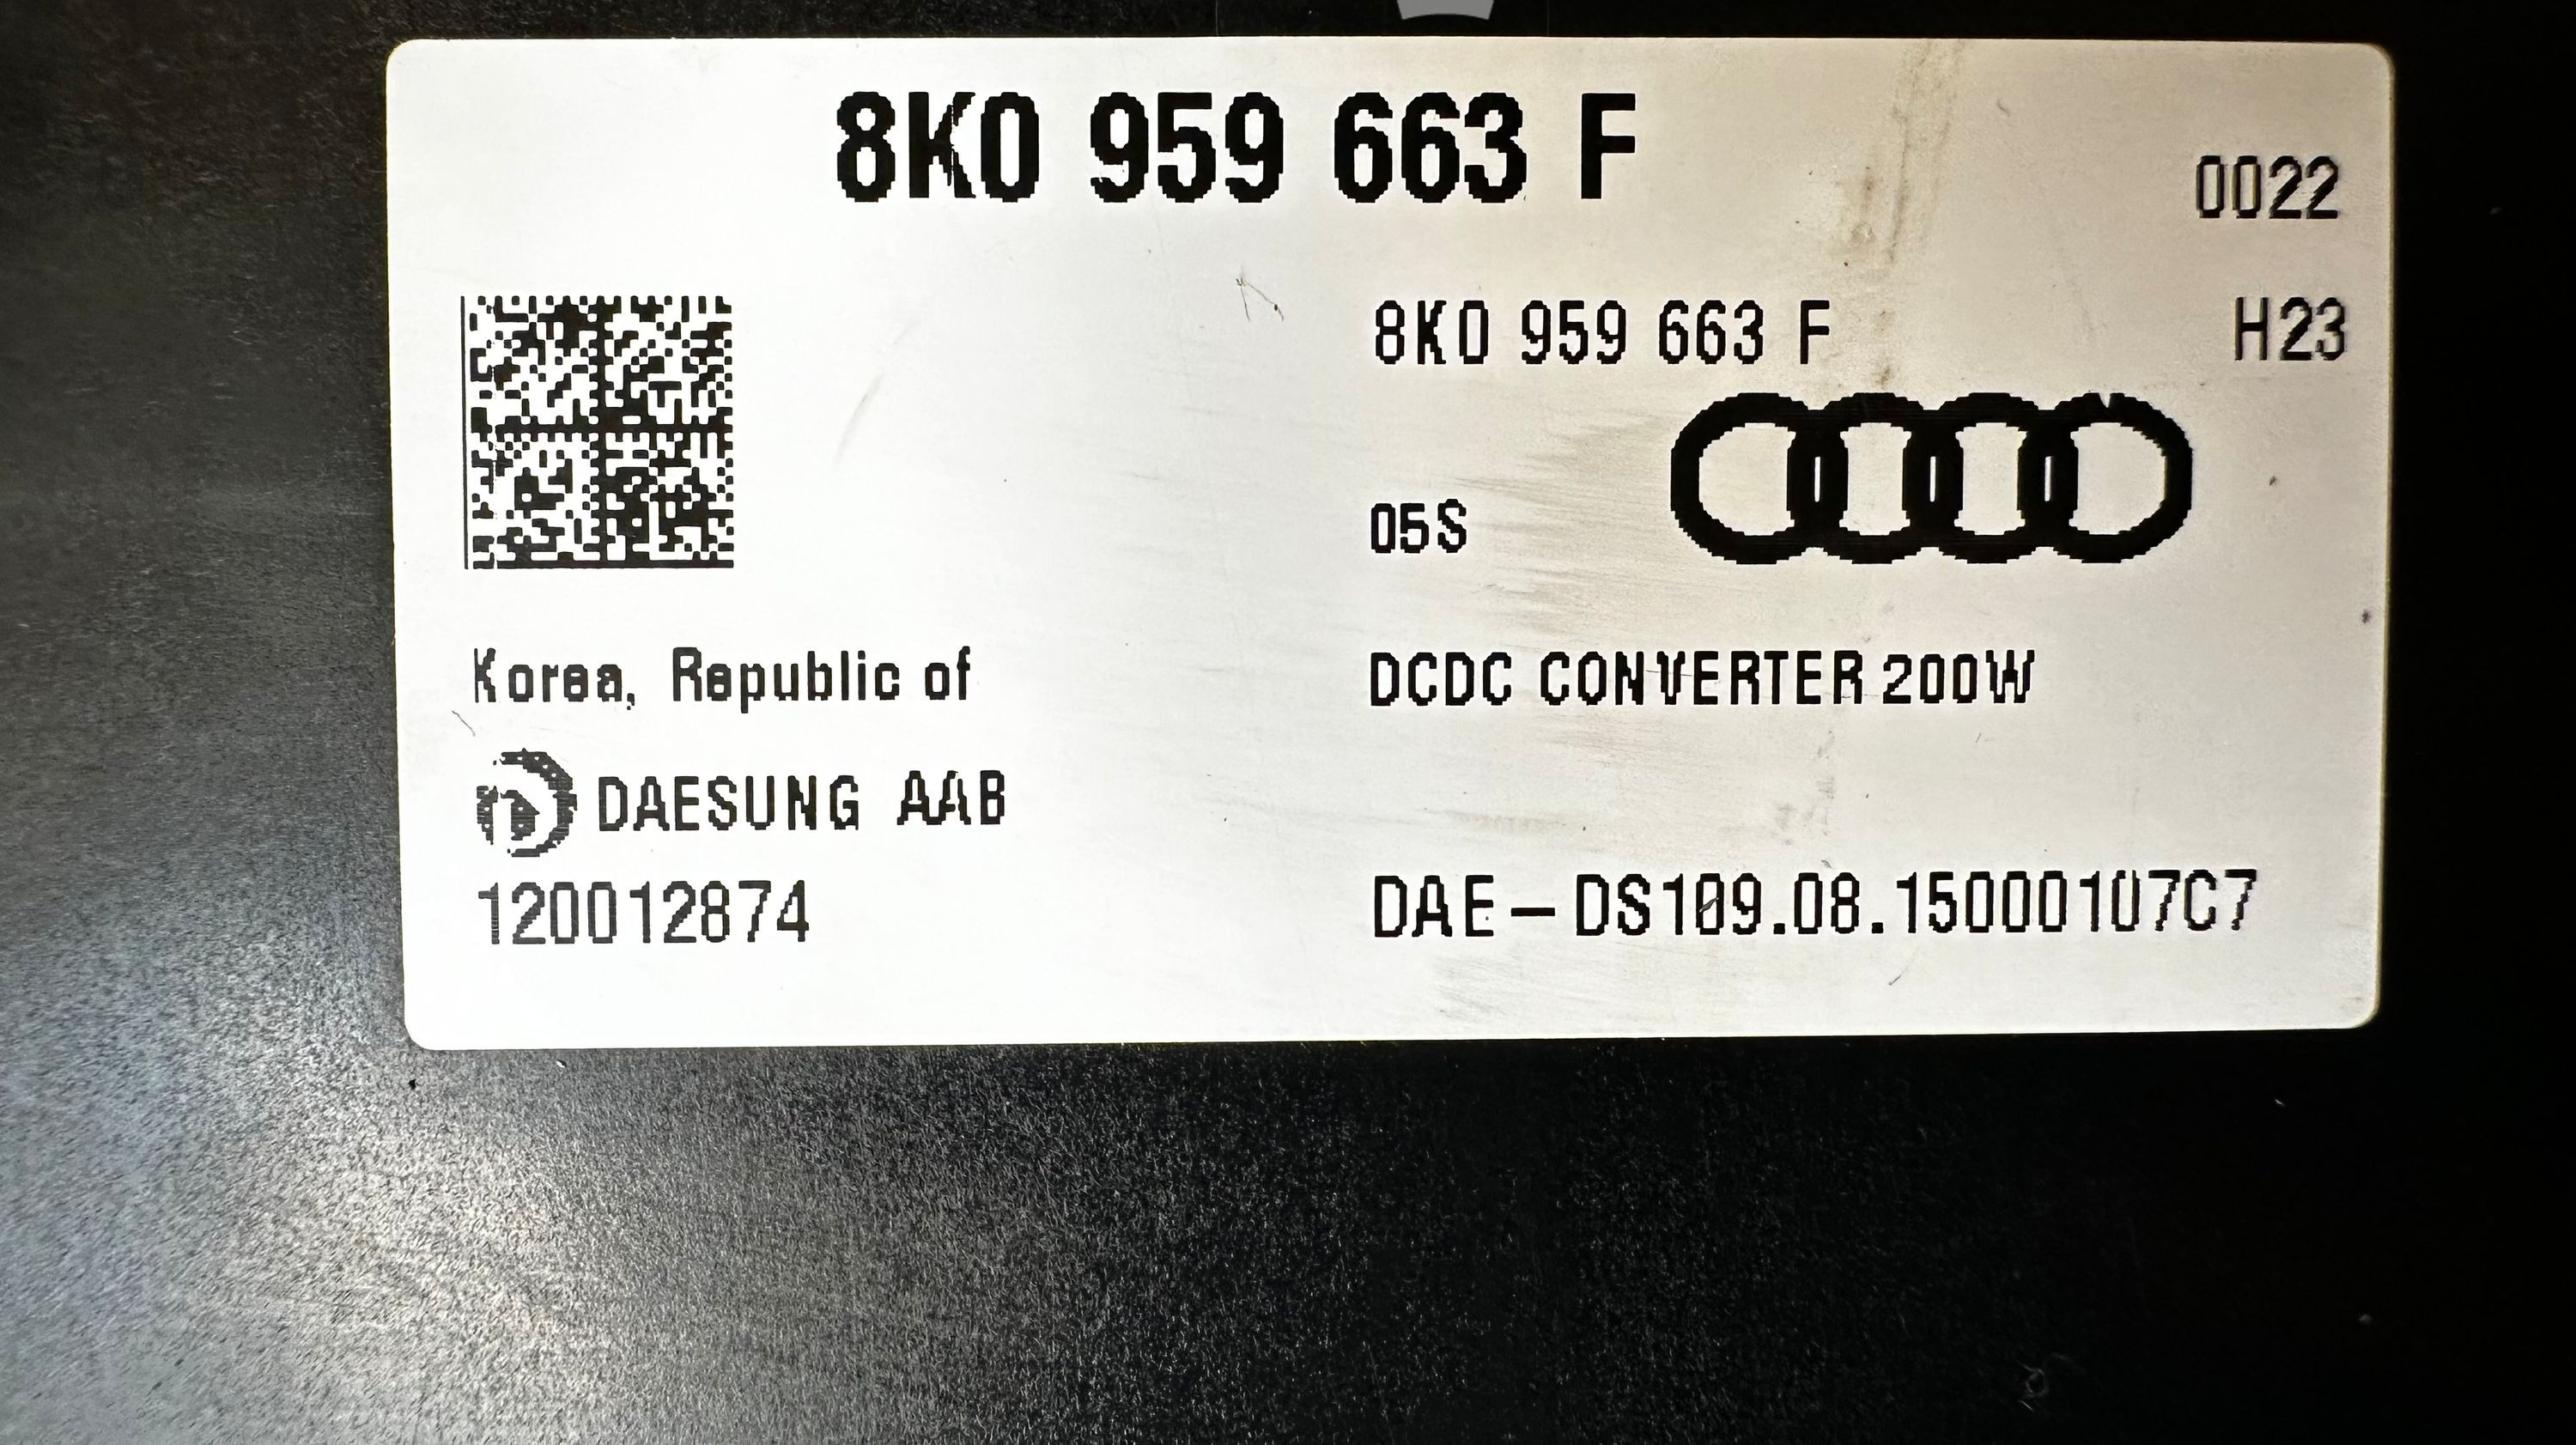 8K0 959 663 F
0022
8K0 959 663 F
H23
05S
Korea, Republic of
DCDC CONVERTER 200W
DAESUNG AAB
120012874
DAE-DS109.08.15000107C7